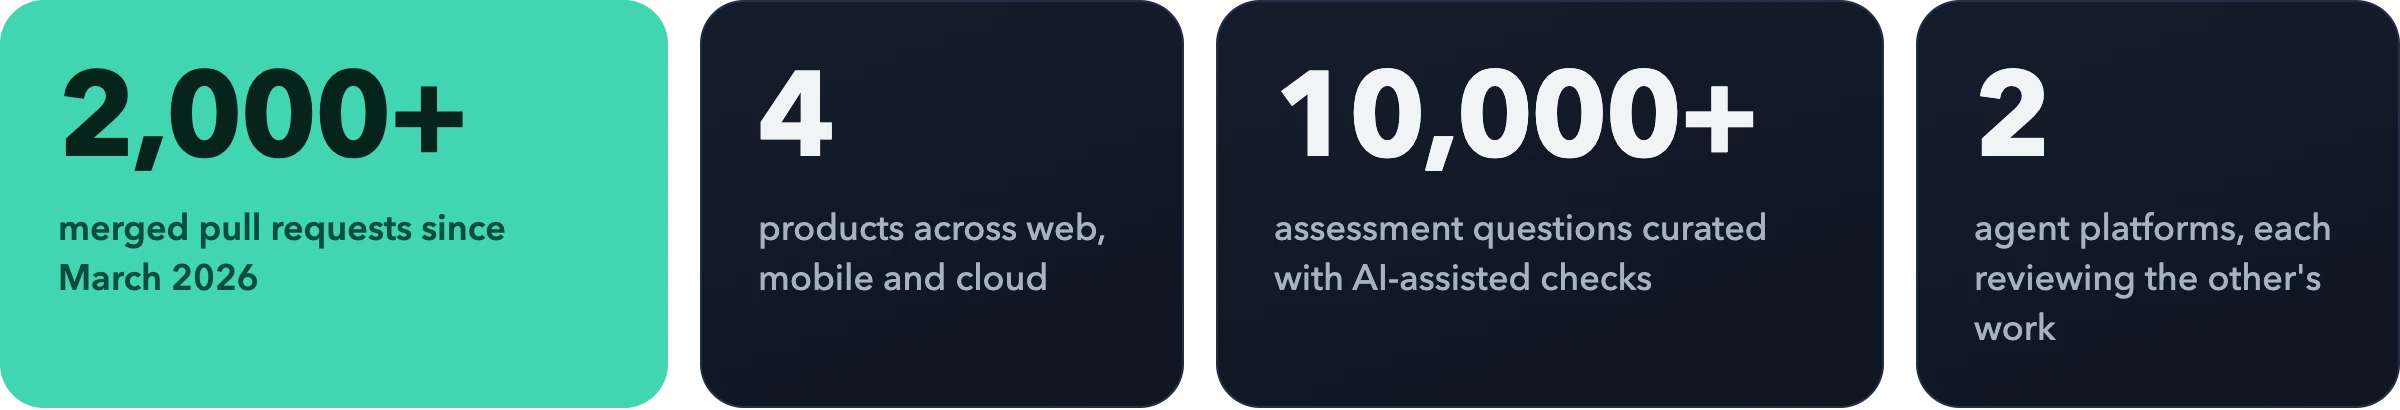 2,000+
merged pull requests since
March 2026
4
products across web,
mobile and cloud
10,000+
assessment questions curated
with AI-assisted checks
2
agent platforms, each
reviewing the other's
work